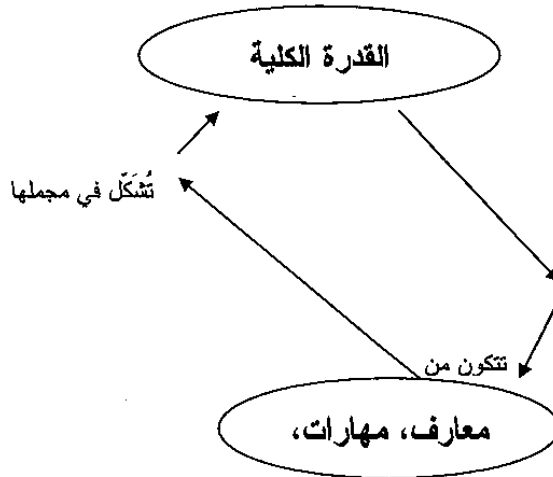 القدرة الكلية
تُشَكّل في مجملها
تتكون من
معارف، مهارات،